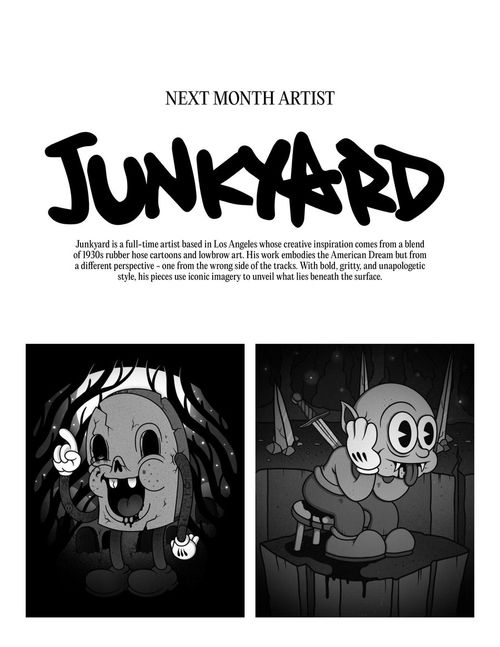 NEXT MONTH ARTIST
JUNKYARD
Junkyard is a full-time artist based in Los Angeles whose creative inspiration comes from a blend
of 1930s rubber hose cartoons and lowbrow art. His work embodies the American Dream but from
a different perspective – one from the wrong side of the tracks. With bold, gritty, and unapologetic
style, his pieces use iconic imagery to unveil what lies beneath the surface.